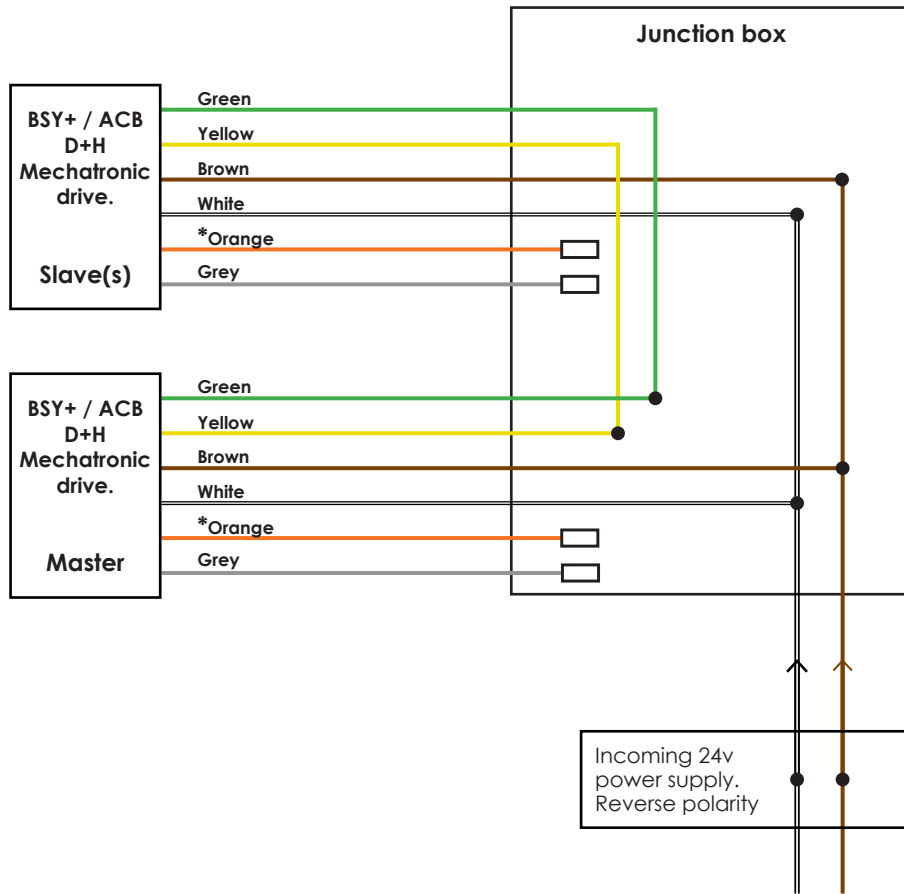 Junction box
BSY+ / ACB
D+H
Mechatronic
drive.
Slave(s)
Green
Yellow
Brown
White
*Orange
Grey
BSY+ / ACB
D+H
Mechatronic
drive.
Master
Green
Yellow
Brown
White
*Orange
Grey
Incoming 24v
power supply.
Reverse polarity